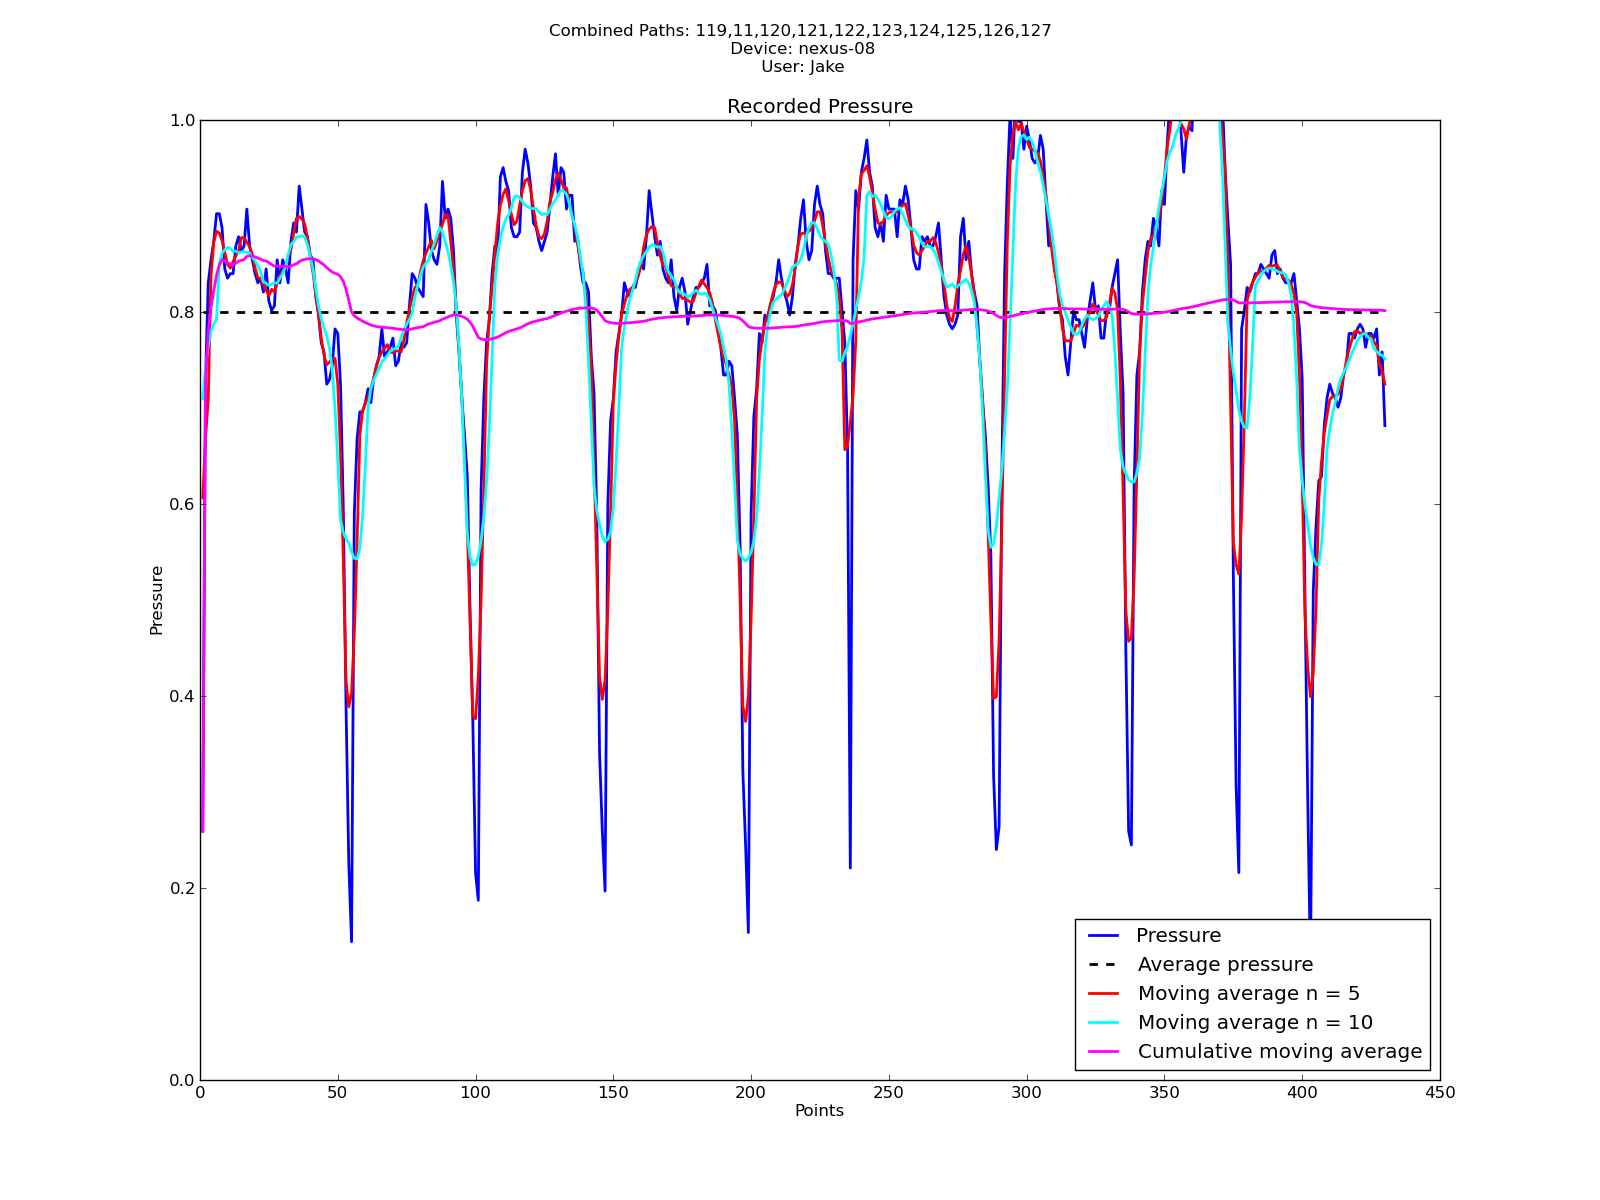 Combined Paths: 119,11,120,121,122,123,124,125,126,127
Device: nexus-08
User: Jake
Recorded Pressure
1.0
0.8
0.6
0.4
0.2
0.0
Pressure
0
50
100
150
200
250
300
350
400
450
Points
Pressure
Average pressure
Moving average n = 5
Moving average n = 10
Cumulative moving average